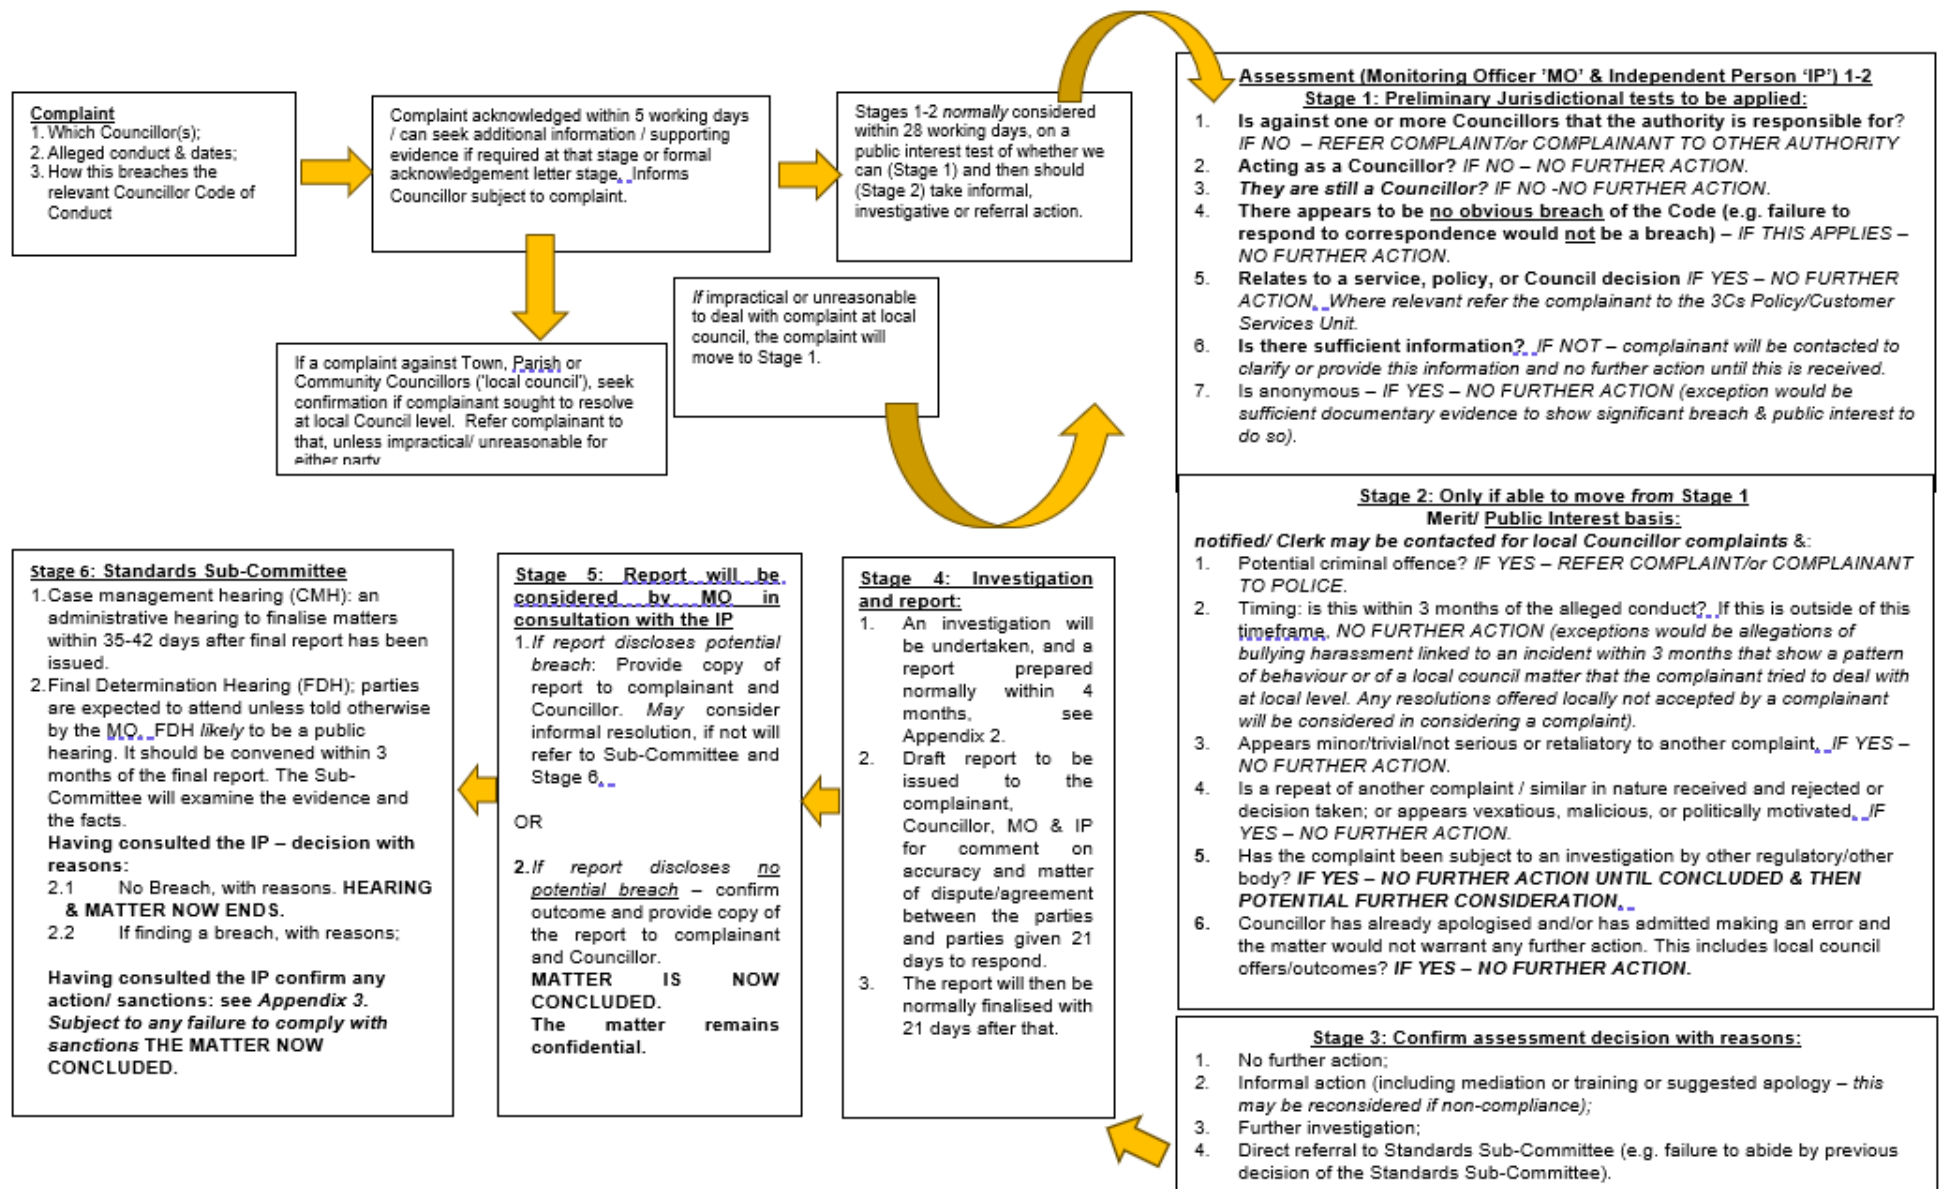 Complaint
1. Which Councillor(s);
2. Alleged conduct & dates;
3. How this breaches the
relevant Councillor Code of
Conduct
Complaint acknowledged within 5 working days
/ can seek additional information / supporting
evidence if required at that stage or formal
acknowledgement letter stage. Informs
Councillor subject to complaint.
Stages 1-2 normally considered
within 28 working days, on a
public interest test of whether we
can (Stage 1) and then should
(Stage 2) take informal,
investigative or referral action.
If impractical or unreasonable
to deal with complaint at local
council, the complaint will
move to Stage 1.
If a complaint against Town, Parish or
Community Councillors ('local council'), seek
confirmation if complainant sought to resolve
at local Council level. Refer complainant to
that, unless impractical/ unreasonable for
either party
Assessment (Monitoring Officer 'MO' & Independent Person 'IP') 1-2
Stage 1: Preliminary Jurisdictional tests to be applied:
1. Is against one or more Councillors that the authority is responsible for?
IF NO – REFER COMPLAINT/or COMPLAINANT TO OTHER AUTHORITY
2. Acting as a Councillor? IF NO – NO FURTHER ACTION.
3. They are still a Councillor? IF NO -NO FURTHER ACTION.
4. There appears to be no obvious breach of the Code (e.g. failure to
respond to correspondence would not be a breach) – IF THIS APPLIES –
NO FURTHER ACTION.
5. Relates to a service, policy, or Council decision IF YES – NO FURTHER
ACTION. Where relevant refer the complainant to the 3Cs Policy/Customer
Services Unit.
6. Is there sufficient information? IF NOT – complainant will be contacted to
clarify or provide this information and no further action until this is received.
7. Is anonymous – IF YES – NO FURTHER ACTION (exception would be
sufficient documentary evidence to show significant breach & public interest to
do so).
Stage 2: Only if able to move from Stage 1
Merit/ Public Interest basis:
notified/ Clerk may be contacted for local Councillor complaints &:
1. Potential criminal offence? IF YES – REFER COMPLAINT/or COMPLAINANT
TO POLICE.
2. Timing: is this within 3 months of the alleged conduct? If this is outside of this
timeframe, NO FURTHER ACTION (exceptions would be allegations of
bullying harassment linked to an incident within 3 months that show a pattern
of behaviour or of a local council matter that the complainant tried to deal with
at local level. Any resolutions offered locally not accepted by a complainant
will be considered in considering a complaint).
3. Appears minor/trivial/not serious or retaliatory to another complaint. IF YES –
NO FURTHER ACTION.
4. Is a repeat of another complaint / similar in nature received and rejected or
decision taken; or appears vexatious, malicious, or politically motivated. IF
YES – NO FURTHER ACTION.
5. Has the complaint been subject to an investigation by other regulatory/other
body? IF YES – NO FURTHER ACTION UNTIL CONCLUDED & THEN
POTENTIAL FURTHER CONSIDERATION.
6. Councillor has already apologised and/or has admitted making an error and
the matter would not warrant any further action. This includes local council
offers/outcomes? IF YES – NO FURTHER ACTION.
Stage 3: Confirm assessment decision with reasons:
1. No further action;
2. Informal action (including mediation or training or suggested apology – this
may be reconsidered if non-compliance);
3. Further investigation;
4. Direct referral to Standards Sub-Committee (e.g. failure to abide by previous
decision of the Standards Sub-Committee).
Stage 4: Investigation
and report:
1. An investigation will
be undertaken, and a
report prepared
normally within 4
months, see
Appendix 2.
2. Draft report to be
issued to the
complainant,
Councillor, MO & IP
for comment on
accuracy and matter
of dispute/agreement
between the parties
and parties given 21
days to respond.
3. The report will then be
normally finalised with
21 days after that.
Stage 5: Report will be
considered by MO in
consultation with the IP
1. If report discloses potential
breach: Provide copy of
report to complainant and
Councillor. May consider
informal resolution, if not will
refer to Sub-Committee and
Stage 6.
OR
2. If report discloses no
potential breach – confirm
outcome and provide copy of
the report to complainant
and Councillor.
MATTER IS NOW
CONCLUDED.
The matter remains
confidential.
Stage 6: Standards Sub-Committee
1. Case management hearing (CMH): an
administrative hearing to finalise matters
within 35-42 days after final report has been
issued.
2. Final Determination Hearing (FDH); parties
are expected to attend unless told otherwise
by the MO. FDH likely to be a public
hearing. It should be convened within 3
months of the final report. The Sub-
Committee will examine the evidence and
the facts.
Having consulted the IP – decision with
reasons:
2.1 No Breach, with reasons. HEARING
& MATTER NOW ENDS.
2.2 If finding a breach, with reasons;
Having consulted the IP confirm any
action/ sanctions: see Appendix 3.
Subject to any failure to comply with
sanctions THE MATTER NOW
CONCLUDED.